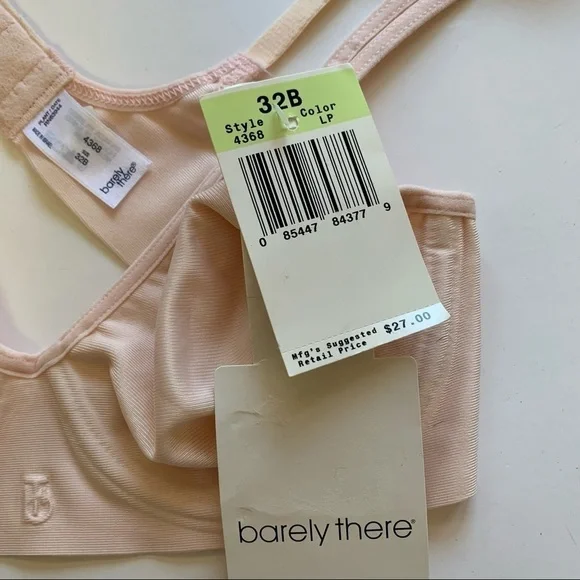 32B
Style Color
4368 LP
0 85447 84377 9
Mfg's Suggested $27.00
Retail Price
barely there®
4368
32B
barely
there®